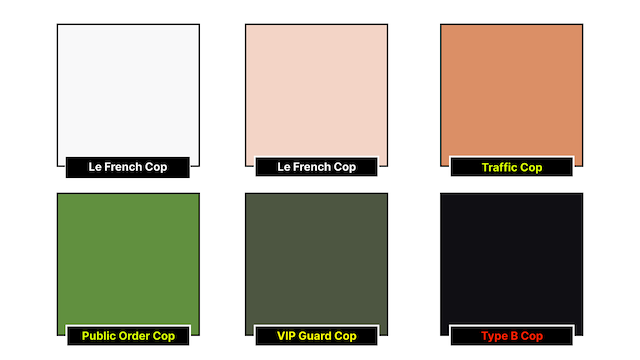 Le French Cop
Le French Cop
Traffic Cop
Public Order Cop
VIP Guard Cop
Type B Cop